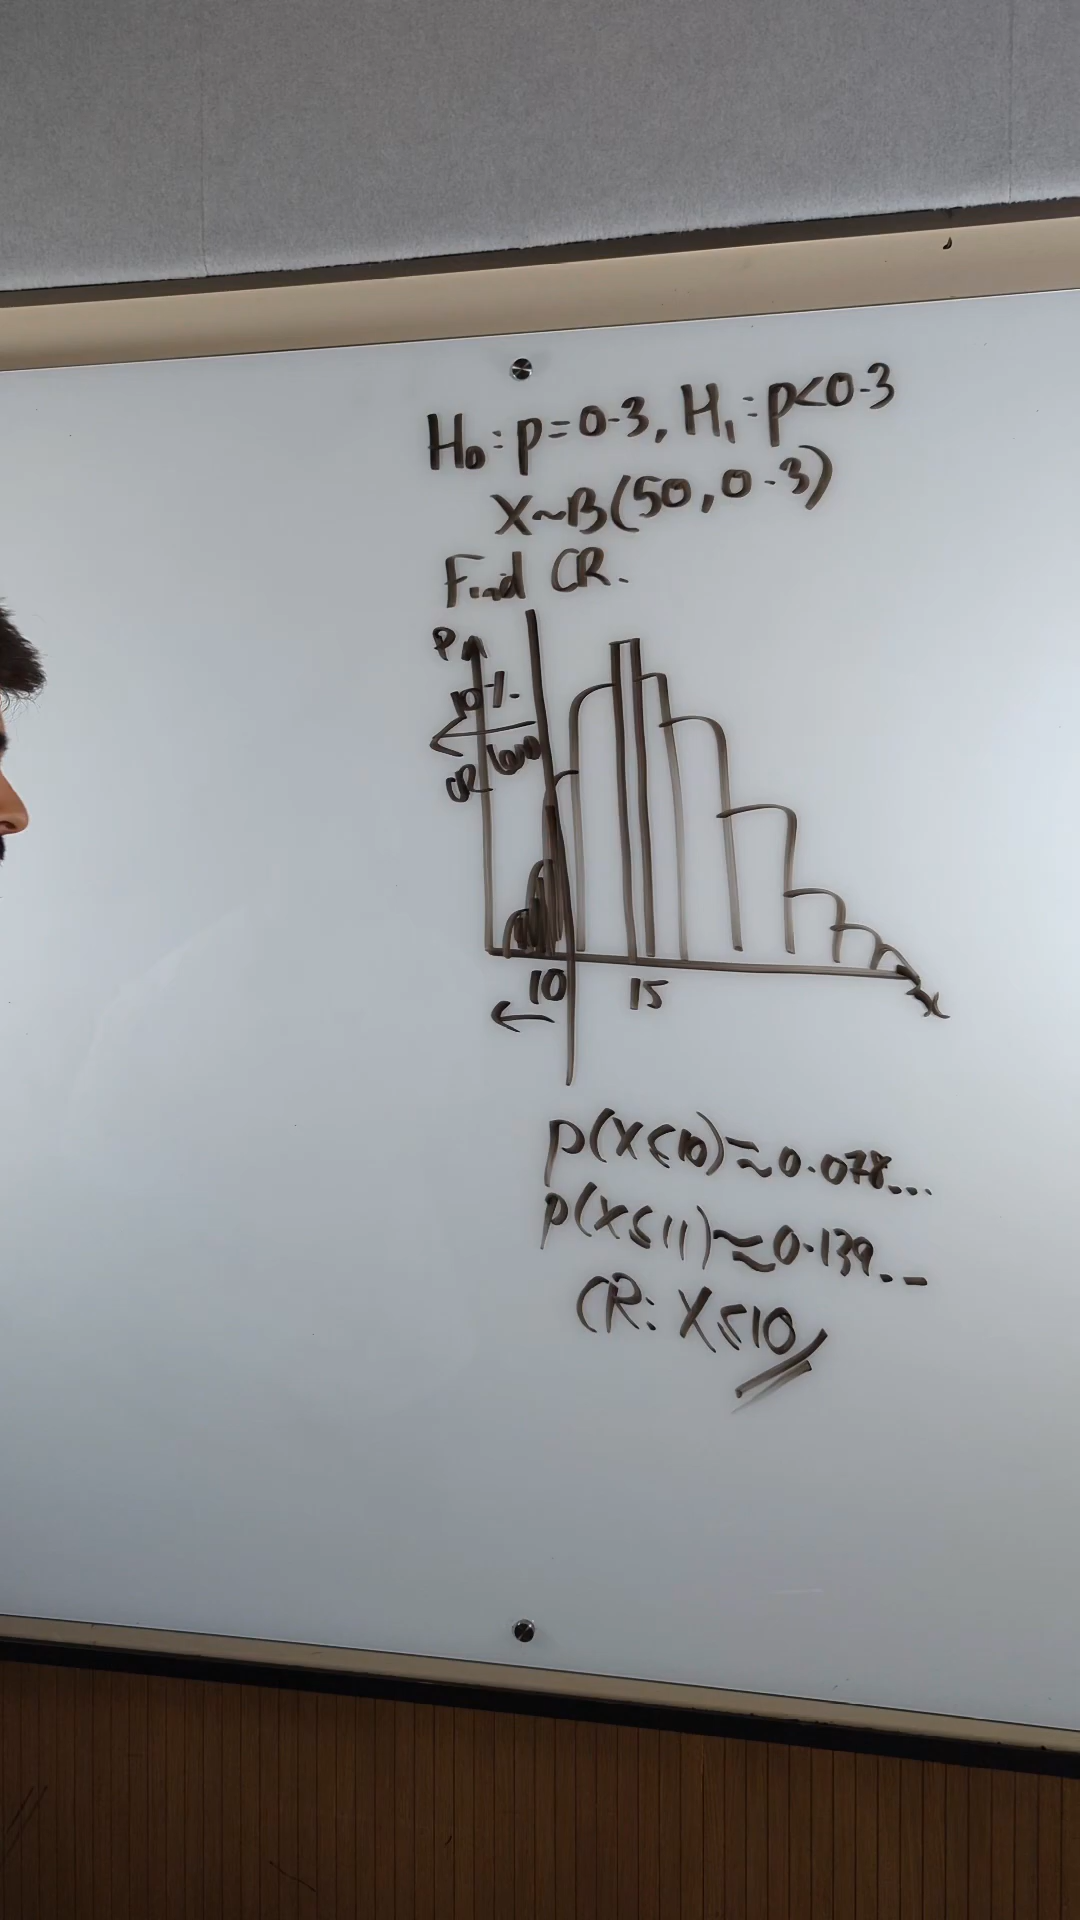 H₀: p=0.3, H₁: p<0.3
X~B(50,0.3)
Find CR.
P
10%
CR
10 15
x
p(X≤10)≈0.078...
p(X≤11)≈0.139...
CR: X≤10